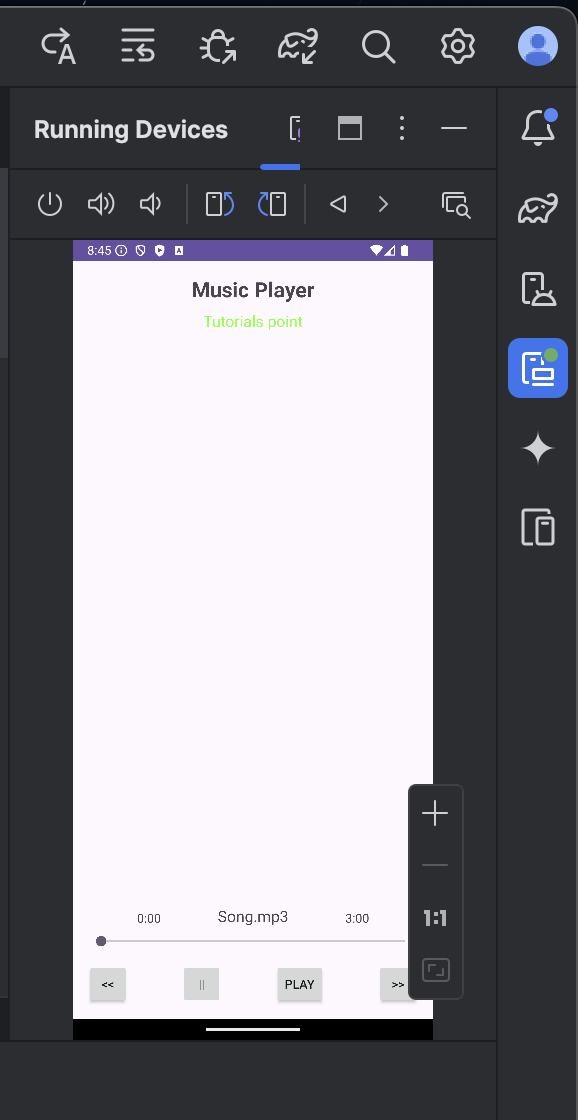 Running Devices
8:45
Music Player
Tutorials point
0:00 Song.mp3 3:00
1:1
<< || PLAY >>